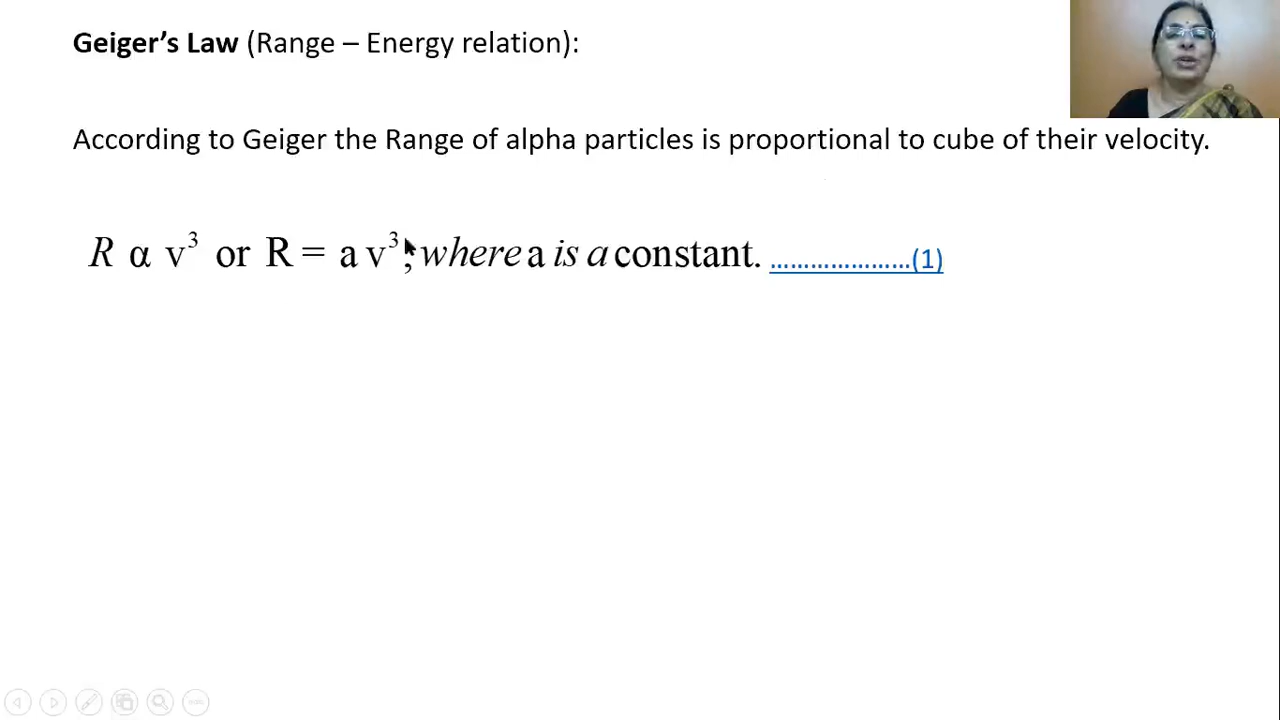 Geiger's Law (Range – Energy relation):
According to Geiger the Range of alpha particles is proportional to cube of their velocity.
R α v³ or R = a v³; where a is a constant. .....................(1)